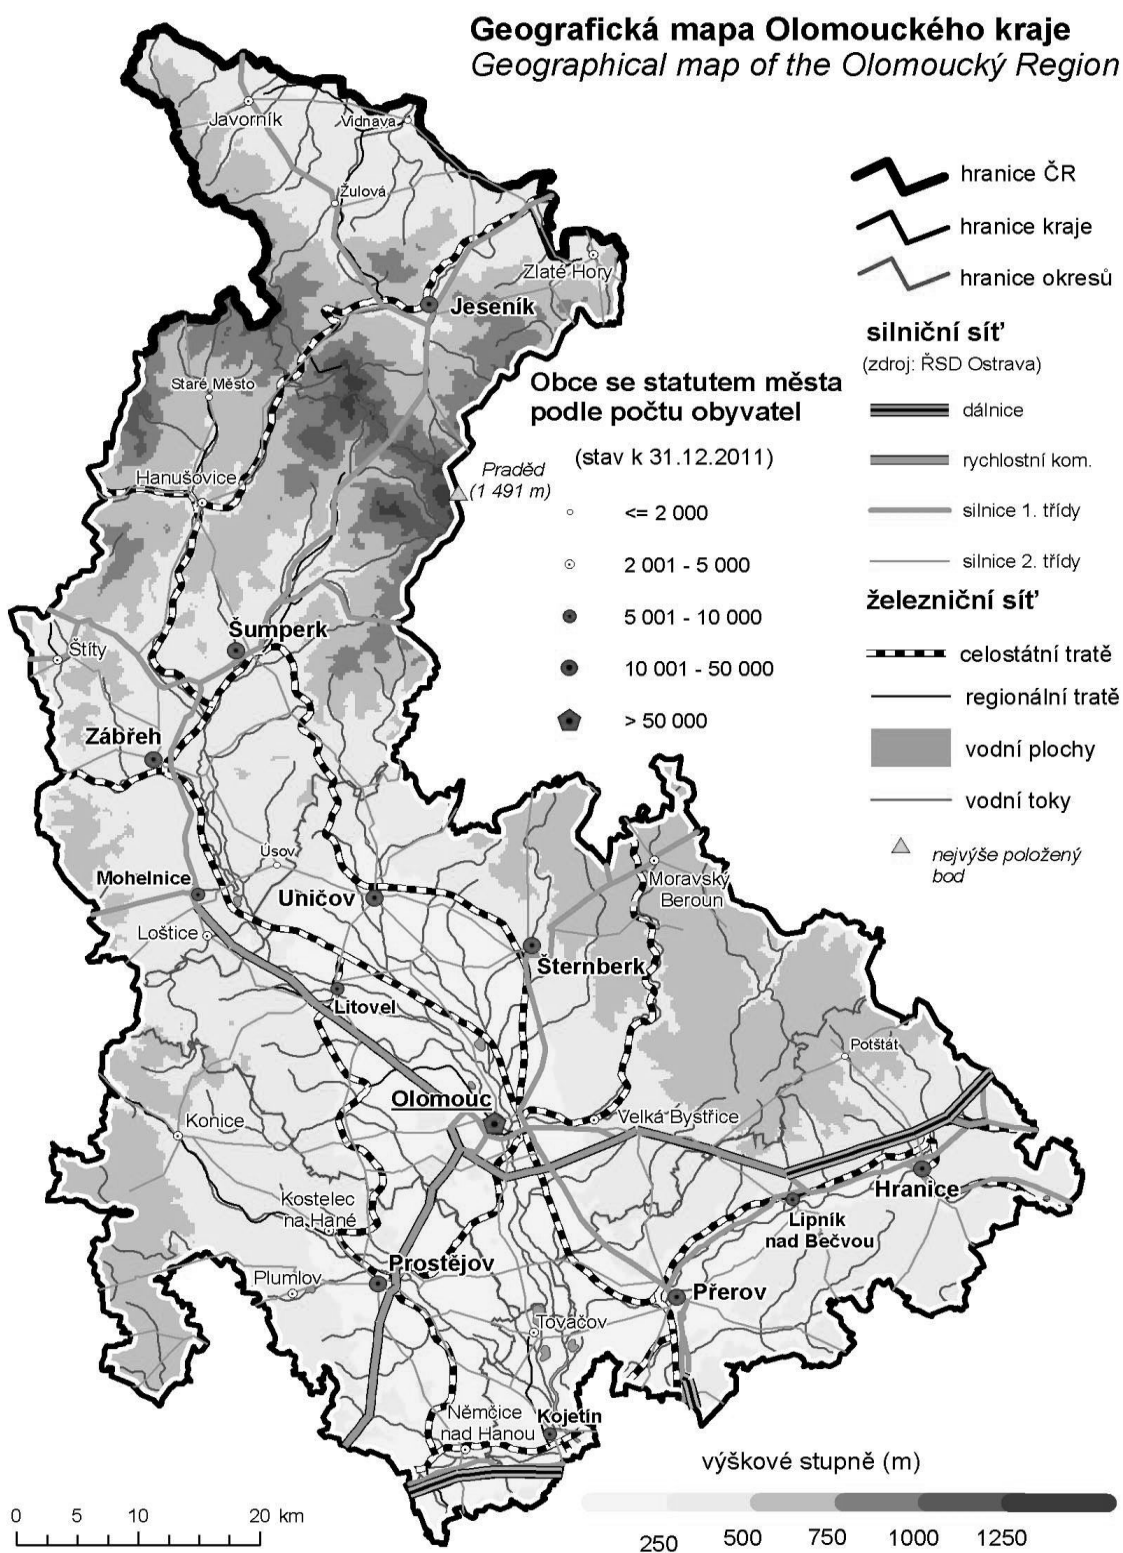 Geografická mapa Olomouckého kraje
Geographical map of the Olomoucký Region
Javorník
Vidnava
Žulová
Zlaté Hory
Jeseník
Staré Město
Hanušovice
Praděd
(1 491 m)
Šumperk
Štíty
Zábřeh
Úsov
Mohelnice
Uničov
Loštice
Moravský
Beroun
Šternberk
Litovel
Potštát
Olomouc
Velká Bystřice
Konice
Hranice
Kostelec
na Hané
Lipník
nad Bečvou
Prostějov
Plumlov
Přerov
Tovačov
Němčice
nad Hanou
Kojetín
hranice ČR
hranice kraje
hranice okresů
silniční síť
(zdroj: ŘSD Ostrava)
dálnice
rychlostní kom.
silnice 1. třídy
silnice 2. třídy
železniční síť
celostátní tratě
regionální tratě
vodní plochy
vodní toky
nejvýše položený
bod
Obce se statutem města
podle počtu obyvatel
(stav k 31.12.2011)
<= 2 000
2 001 - 5 000
5 001 - 10 000
10 001 - 50 000
> 50 000
výškové stupně (m)
250 500 750 1000 1250
0 5 10 20 km